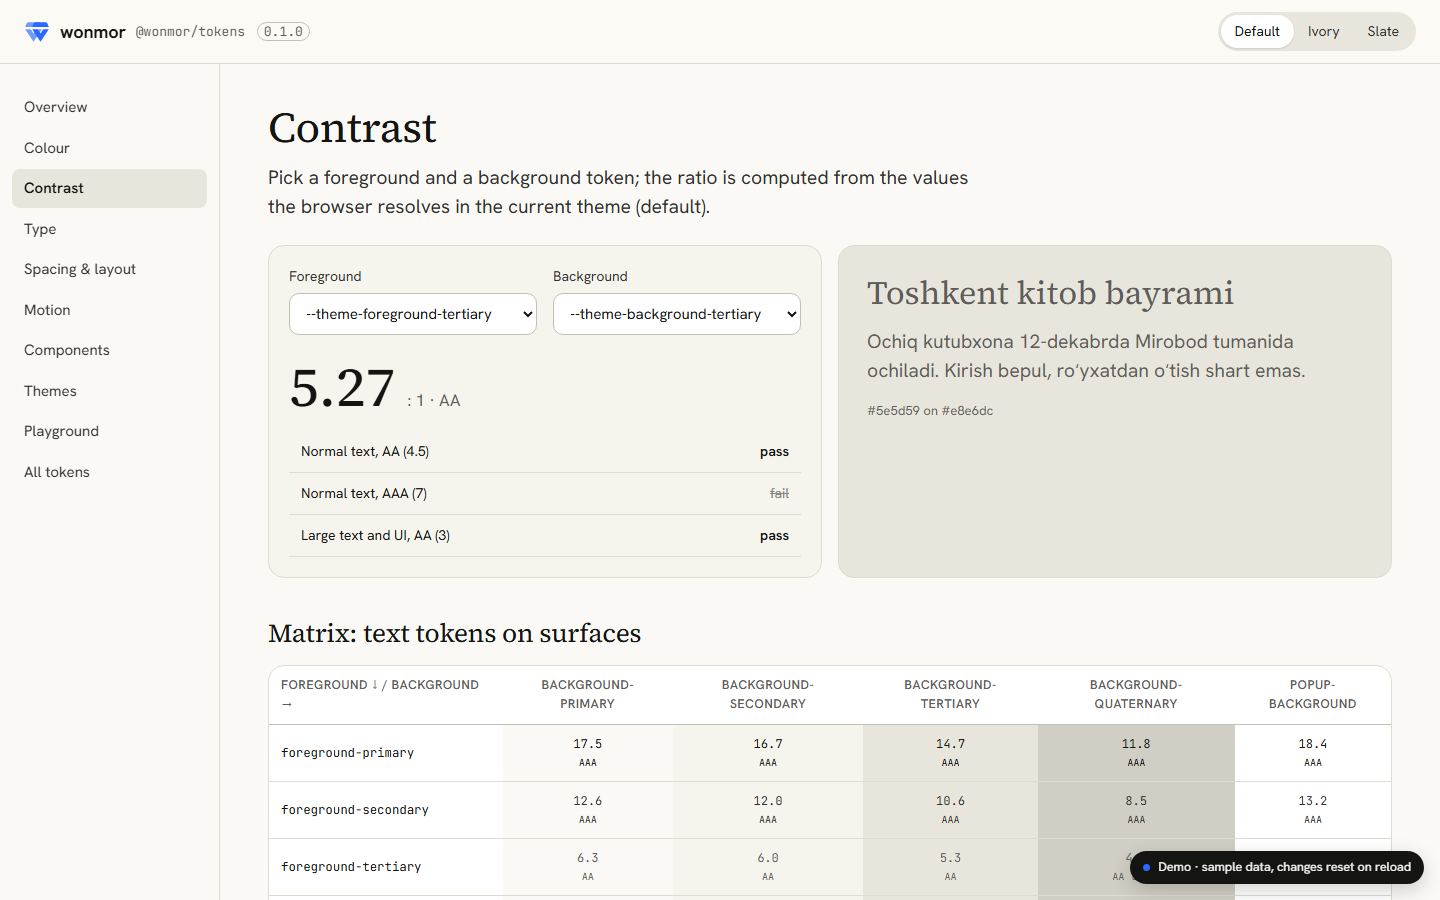 wonmor @wonmor/tokens 0.1.0
Default Ivory Slate
Overview
Colour
Contrast
Type
Spacing & layout
Motion
Components
Themes
Playground
All tokens
Contrast
Pick a foreground and a background token; the ratio is computed from the values
the browser resolves in the current theme (default).
Foreground Background
--theme-foreground-tertiary --theme-background-tertiary
5.27 : 1 · AA
Normal text, AA (4.5) pass
Normal text, AAA (7) fail
Large text and UI, AA (3) pass
Toshkent kitob bayrami
Ochiq kutubxona 12-dekabrda Mirobod tumanida
ochiladi. Kirish bepul, roʻyxatdan oʻtish shart emas.
#5e5d59 on #e8e6dc
Matrix: text tokens on surfaces
FOREGROUND ↓ / BACKGROUND → BACKGROUND-PRIMARY BACKGROUND-SECONDARY BACKGROUND-TERTIARY BACKGROUND-QUATERNARY POPUP-BACKGROUND
foreground-primary 17.5 16.7 14.7 11.8 18.4
AAA AAA AAA AAA AAA
foreground-secondary 12.6 12.0 10.6 8.5 13.2
AAA AAA AAA AAA AAA
foreground-tertiary 6.3 6.0 5.3
AA AA AA AA
Demo - sample data, changes reset on reload